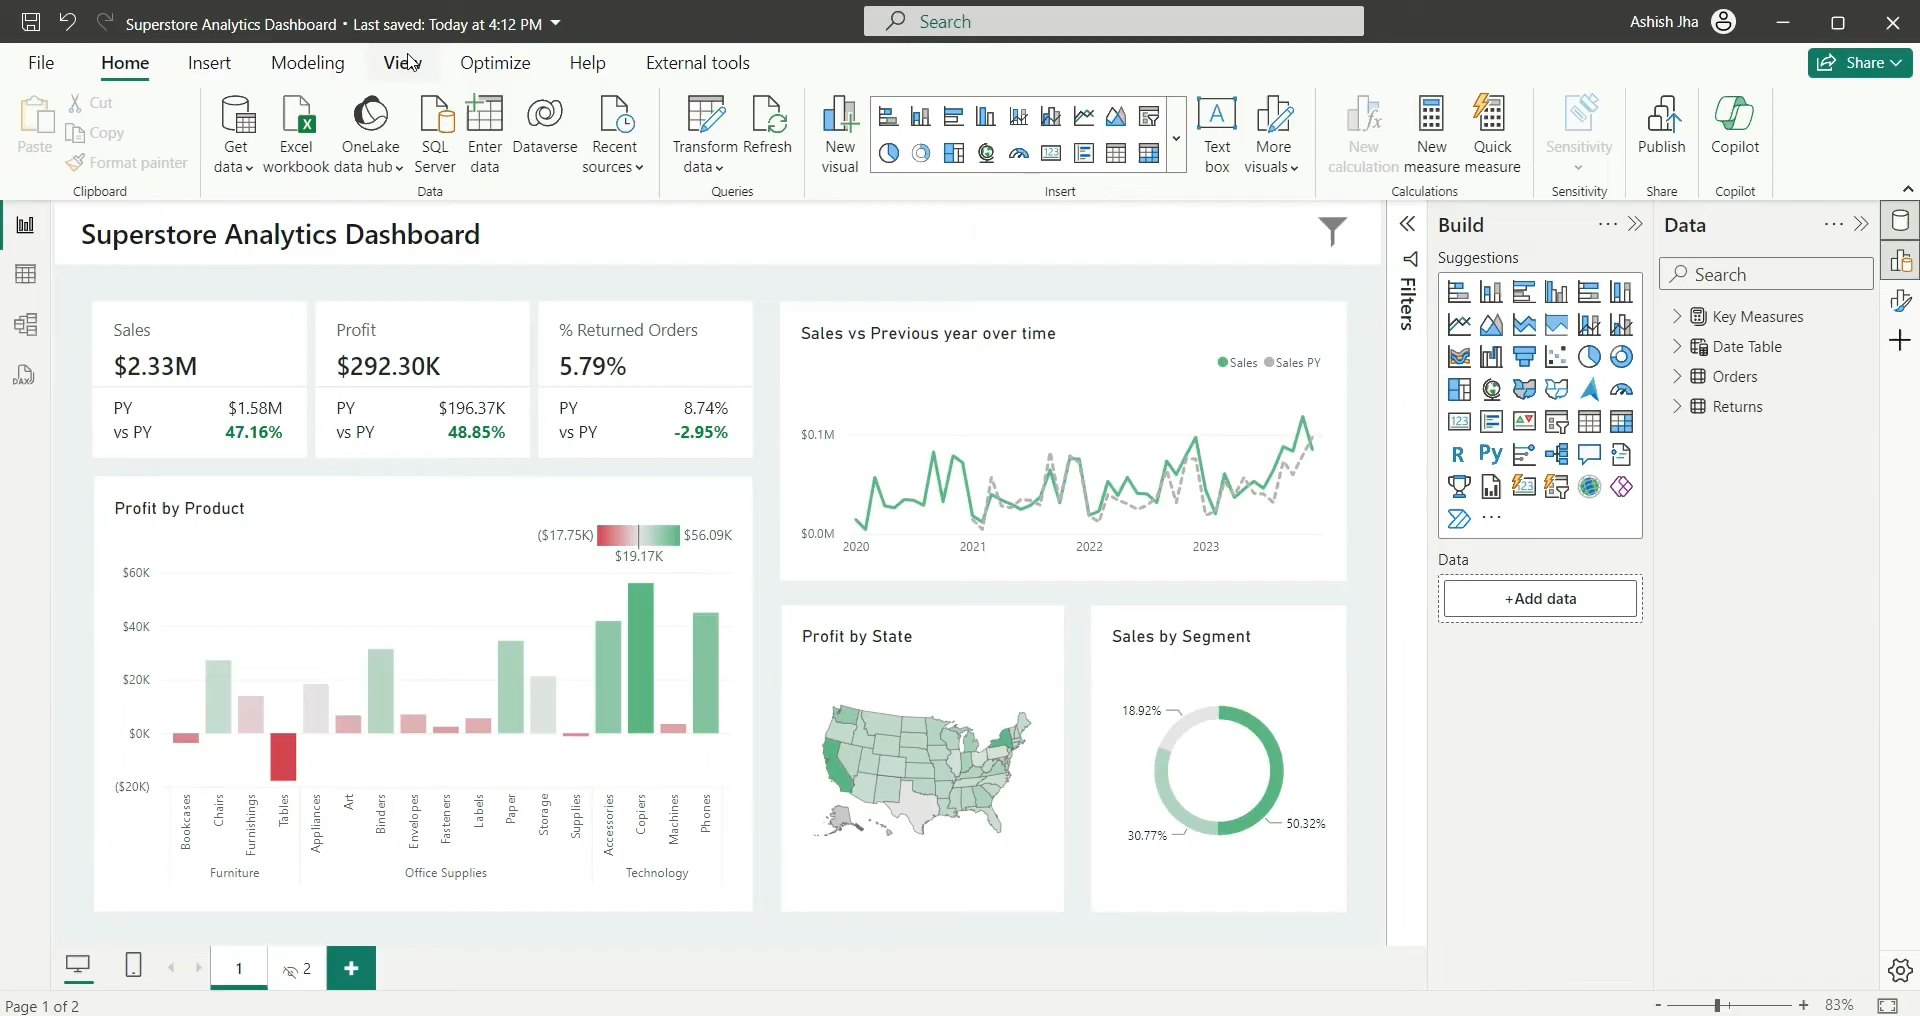 Superstore Analytics Dashboard • Last saved: Today at 4:12 PM
Search
Ashish Jha
File
Home
Insert
Modeling
View
Optimize
Help
External tools
Share
Paste
Cut
Copy
Format painter
Clipboard
Get data
Excel workbook
OneLake data hub
SQL Server
Enter data
Dataverse
Recent sources
Data
Transform data
Refresh
Queries
New visual
Text box
More visuals
Insert
New calculation
New measure
Quick measure
Calculations
Sensitivity
Sensitivity
Publish
Share
Copilot
Copilot
Superstore Analytics Dashboard
Sales
$2.33M
PY $1.58M
vs PY 47.16%
Profit
$292.30K
PY $196.37K
vs PY 48.85%
% Returned Orders
5.79%
PY 8.74%
vs PY -2.95%
Sales vs Previous year over time
Sales Sales PY
$0.1M
$0.0M
2020 2021 2022 2023
Profit by Product
($17.75K) $56.09K
$19.17K
$60K
$40K
$20K
$0K
($20K)
Bookcases
Chairs
Furnishings
Tables
Appliances
Art
Binders
Envelopes
Fasteners
Labels
Paper
Storage
Supplies
Accessories
Copiers
Machines
Phones
Furniture
Office Supplies
Technology
Profit by State
Sales by Segment
18.92%
30.77%
50.32%
Filters
Build
Suggestions
123
R
Py
123
Data
+Add data
Data
Search
Key Measures
Date Table
Orders
Returns
DAX
1
2
+
Page 1 of 2
- + 83%